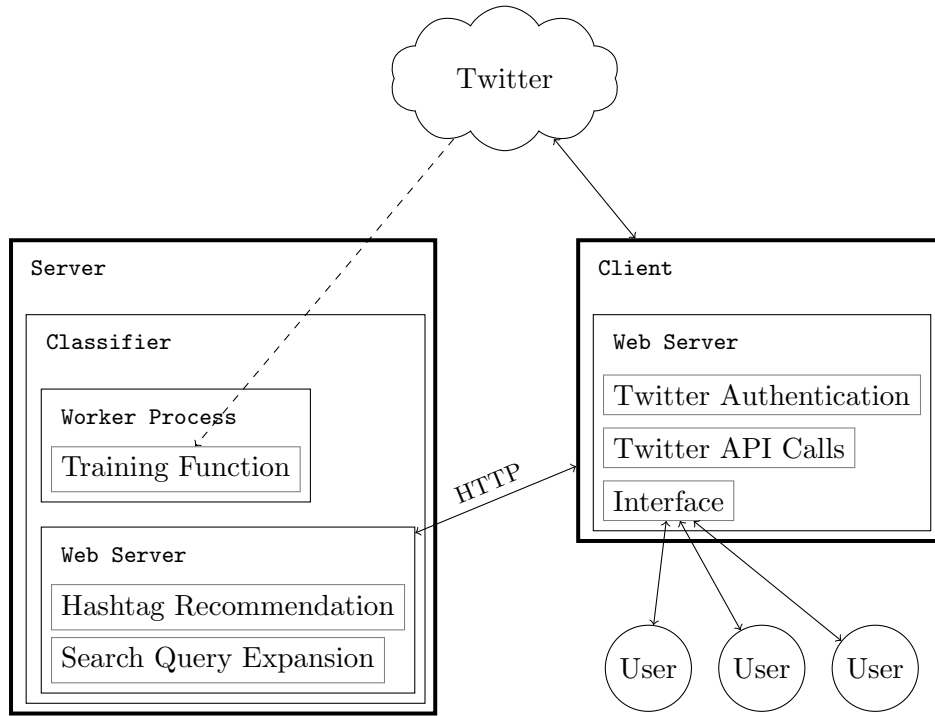 Twitter
Server
Classifier
Worker Process
Training Function
Web Server
Hashtag Recommendation
Search Query Expansion
HTTP
Client
Web Server
Twitter Authentication
Twitter API Calls
Interface
User
User
User